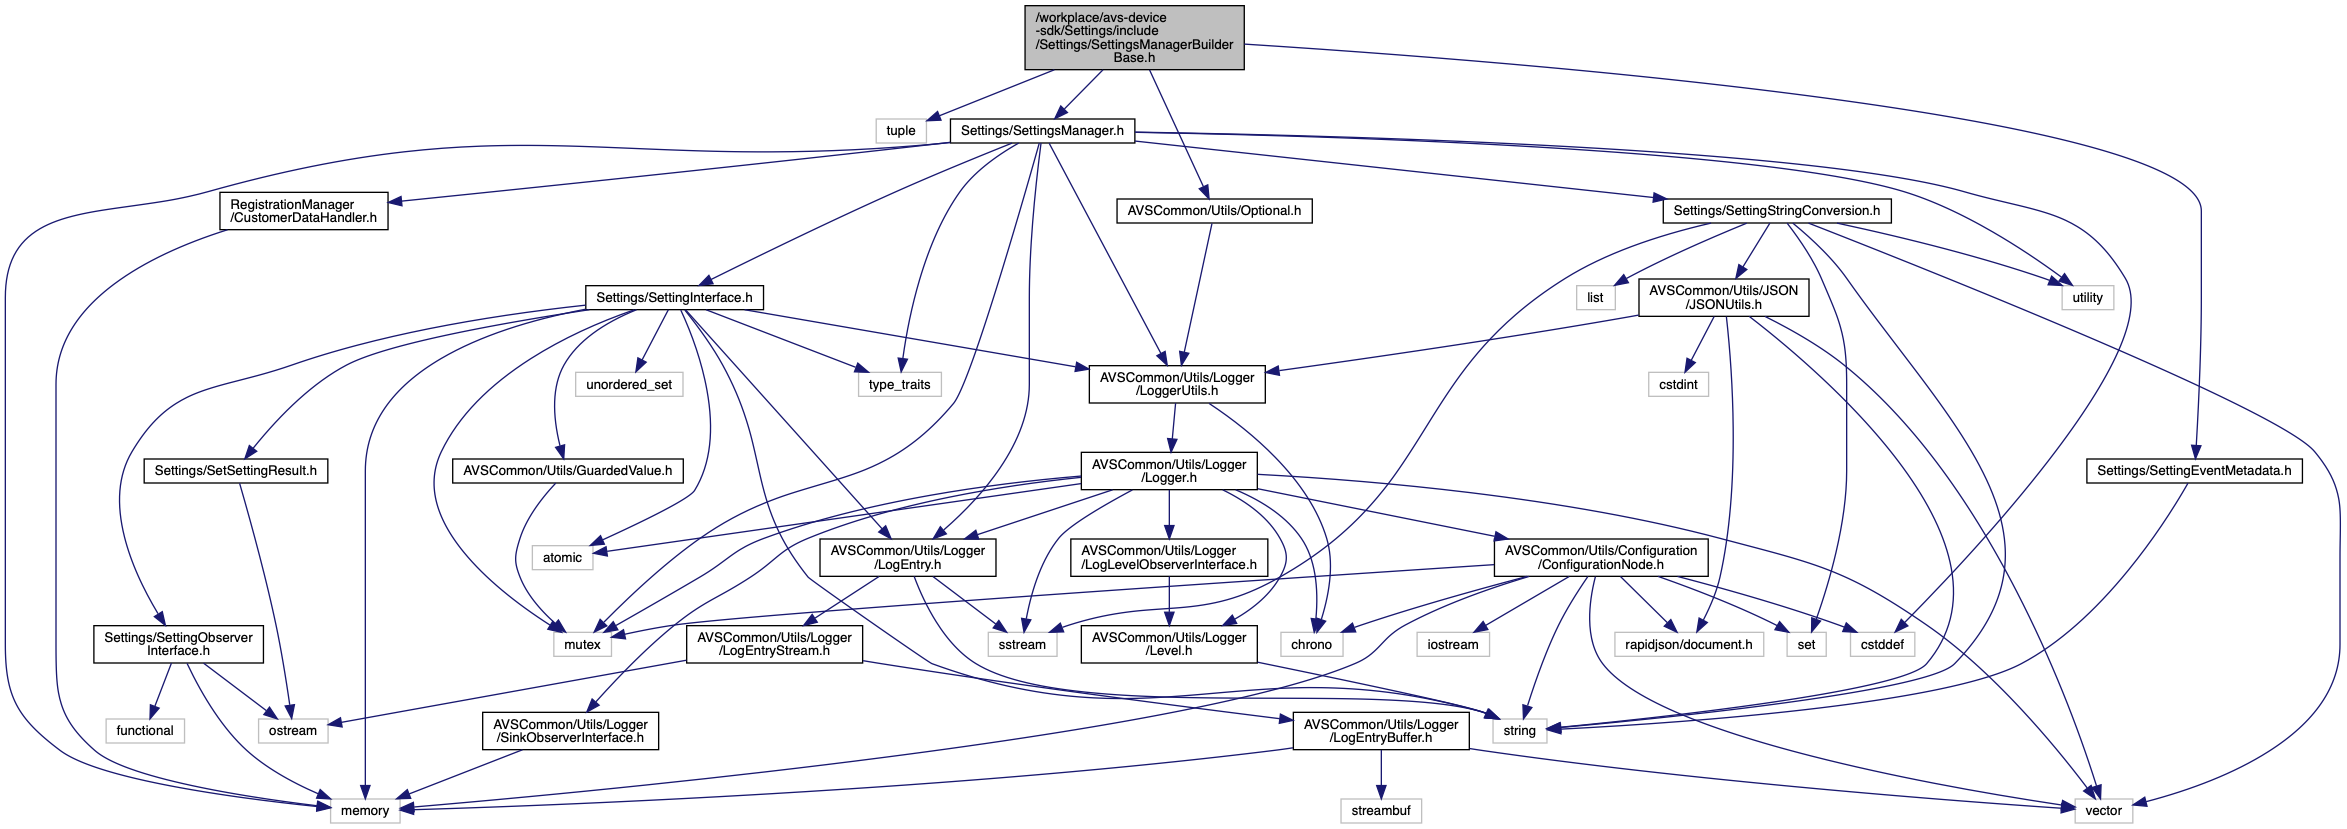 /workplace/avs-device
-sdk/Settings/include
/Settings/SettingsManagerBuilder
Base.h
tuple
Settings/SettingsManager.h
RegistrationManager
/CustomerDataHandler.h
AVSCommon/Utils/Optional.h
Settings/SettingStringConversion.h
Settings/SettingInterface.h
list
AVSCommon/Utils/JSON
/JSONUtils.h
utility
unordered_set
type_traits
AVSCommon/Utils/Logger
/LoggerUtils.h
cstdint
Settings/SetSettingResult.h
AVSCommon/Utils/GuardedValue.h
AVSCommon/Utils/Logger
/Logger.h
Settings/SettingEventMetadata.h
atomic
AVSCommon/Utils/Logger
/LogEntry.h
AVSCommon/Utils/Logger
/LogLevelObserverInterface.h
AVSCommon/Utils/Configuration
/ConfigurationNode.h
Settings/SettingObserver
Interface.h
mutex
AVSCommon/Utils/Logger
/LogEntryStream.h
sstream
AVSCommon/Utils/Logger
/Level.h
chrono
iostream
rapidjson/document.h
set
cstddef
functional
ostream
AVSCommon/Utils/Logger
/SinkObserverInterface.h
AVSCommon/Utils/Logger
/LogEntryBuffer.h
string
memory
streambuf
vector